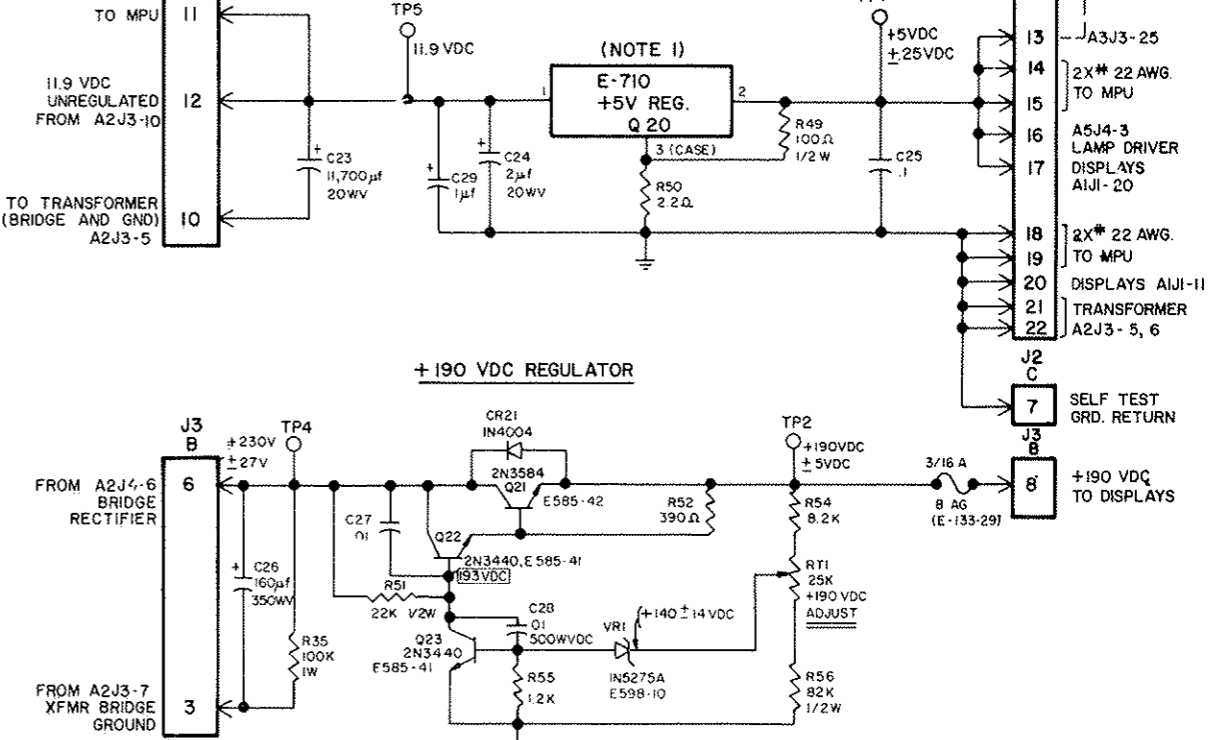 TO MPU
11
11.9 VDC
UNREGULATED
FROM A2J3-10
12
TO TRANSFORMER
(BRIDGE AND GND)
A2J3-5
10
TP5
11.9 VDC
+
C23
11,700µf
20WV
+
C29
1µf
+
C24
2µf
20WV
(NOTE 1)
1
E-710
+5V REG.
Q20
2
3 (CASE)
R49
100Ω
1/2W
R50
2.2Ω
+5VDC
±.25VDC
C25
.1
13
A3J3-25
14
2X# 22 AWG.
TO MPU
15
16
A5J4-3
LAMP DRIVER
17
DISPLAYS
A1J1-20
18
2X# 22 AWG.
TO MPU
19
20
DISPLAYS A1J1-11
21
TRANSFORMER
22
A2J3-5, 6
J2
C
7
SELF TEST
GRD. RETURN
+190 VDC REGULATOR
J3
B
+230V
±27V
TP4
FROM A2J4-6
BRIDGE
RECTIFIER
6
FROM A2J3-7
XFMR BRIDGE
GROUND
3
+
C26
160µf
350WV
R35
100K
1W
C27
.01
CR21
1N4004
2N3584
Q21
E585-42
Q22
2N3440, E585-41
193VDC
R51
22K 1/2W
Q23
2N3440
E585-41
C28
.01
500WVDC
R55
1.2K
VR1
+140 ±14VDC
1N5275A
E598-10
R52
390Ω
TP2
+190VDC
±5VDC
R54
8.2K
RT1
25K
+190 VDC
ADJUST
R56
82K
1/2W
3/16 A
8 AG
(E-133-29)
J3
B
8
+190 VDC
TO DISPLAYS